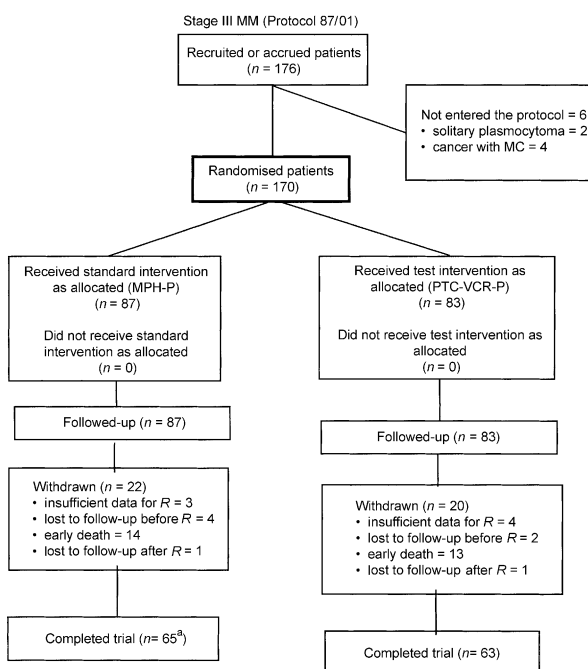 Stage III MM (Protocol 87/01)
Recruited or accrued patients
(n = 176)
Not entered the protocol = 6
• solitary plasmocytoma = 2
• cancer with MC = 4
Randomised patients
(n = 170)
Received standard intervention
as allocated (MPH-P)
(n = 87)
Did not receive standard
intervention as allocated
(n = 0)
Received test intervention as
allocated (PTC-VCR-P)
(n = 83)
Did not receive test intervention as
allocated
(n = 0)
Followed-up (n = 87)
Followed-up (n = 83)
Withdrawn (n = 22)
• insufficient data for R = 3
• lost to follow-up before R = 4
• early death = 14
• lost to follow-up after R = 1
Withdrawn (n = 20)
• insufficient data for R = 4
• lost to follow-up before R = 2
• early death = 13
• lost to follow-up after R = 1
Completed trial (n= 65ª)
Completed trial (n = 63)